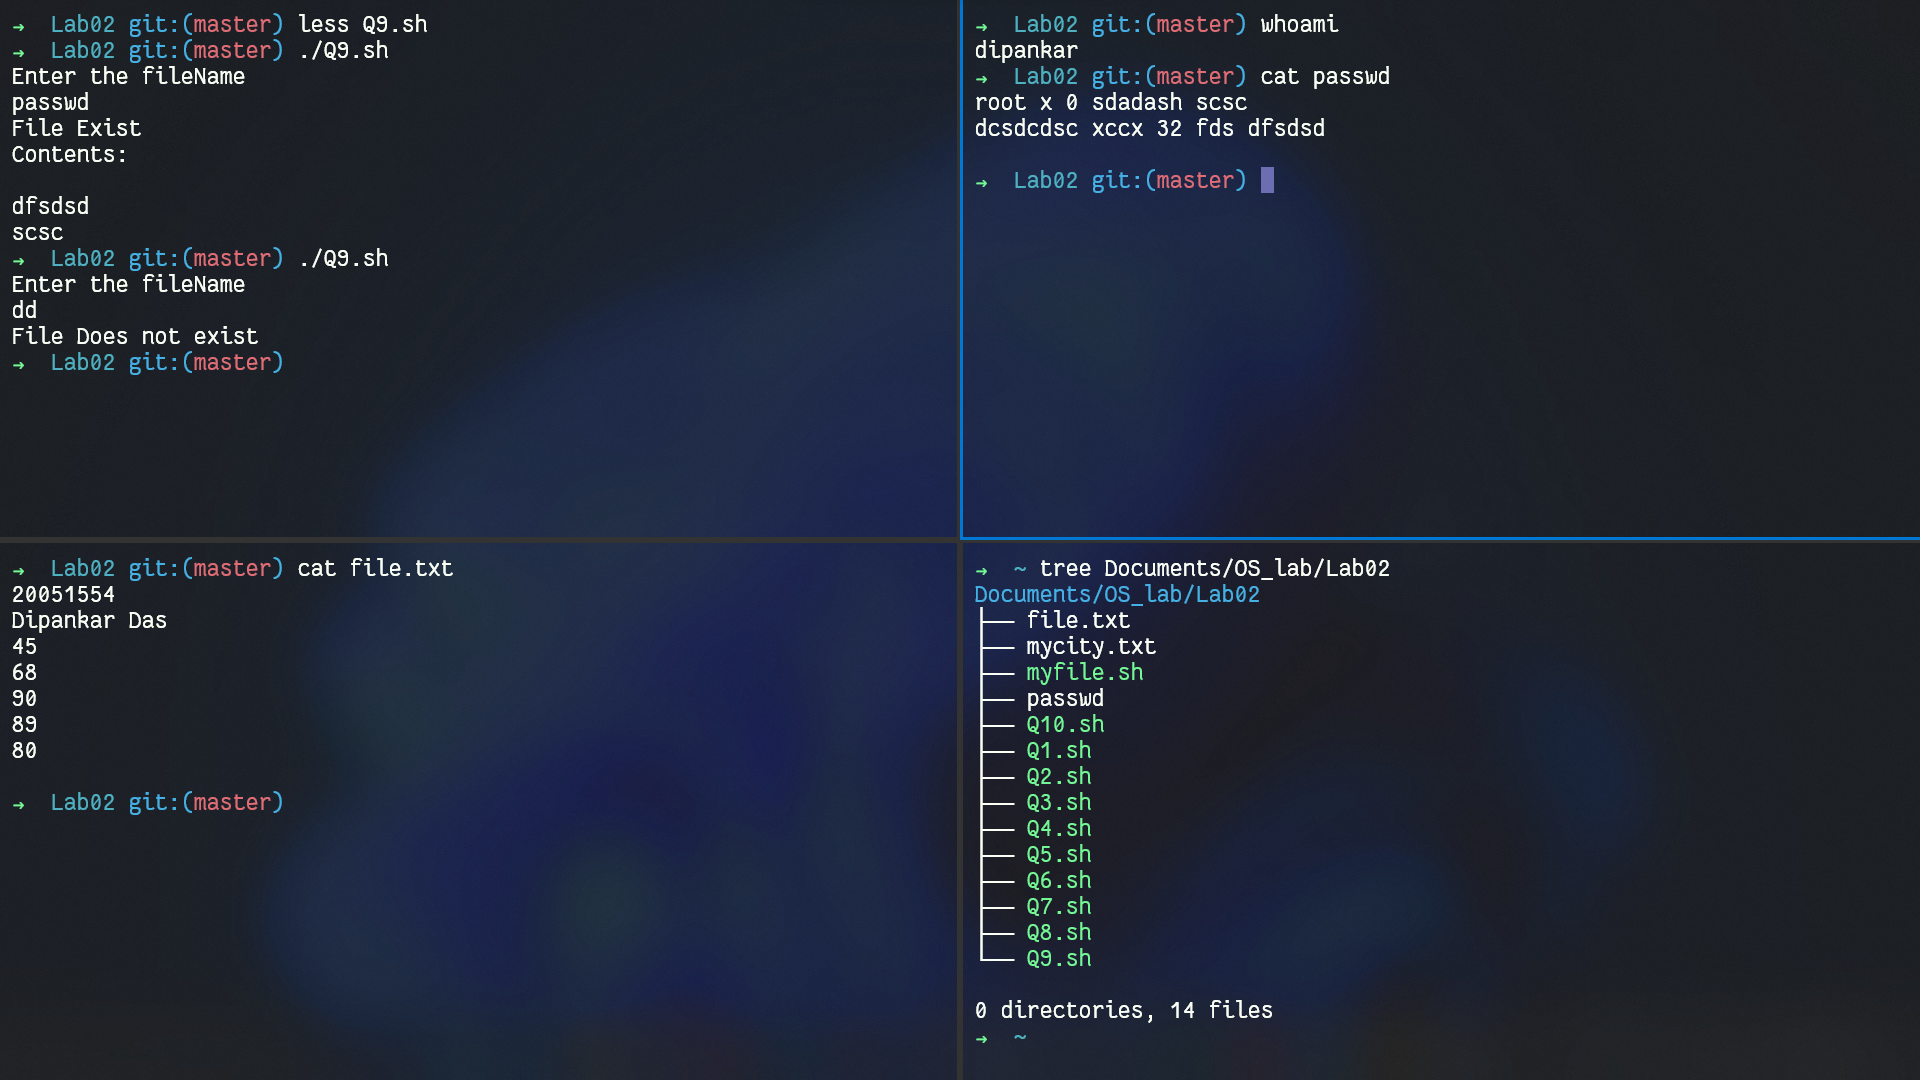 ➜ Lab02 git:(master) less Q9.sh
➜ Lab02 git:(master) ./Q9.sh
Enter the fileName
passwd
File Exist
Contents:
dfsdsd
scsc
➜ Lab02 git:(master) ./Q9.sh
Enter the fileName
dd
File Does not exist
➜ Lab02 git:(master)
➜ Lab02 git:(master) whoami
dipankar
➜ Lab02 git:(master) cat passwd
root x 0 sdadash scsc
dcsdcdsc xccx 32 fds dfsdsd
➜ Lab02 git:(master)
➜ Lab02 git:(master) cat file.txt
20051554
Dipankar Das
45
68
90
89
80
➜ Lab02 git:(master)
➜ ~ tree Documents/OS_lab/Lab02
Documents/OS_lab/Lab02
├── file.txt
├── mycity.txt
├── myfile.sh
├── passwd
├── Q10.sh
├── Q1.sh
├── Q2.sh
├── Q3.sh
├── Q4.sh
├── Q5.sh
├── Q6.sh
├── Q7.sh
├── Q8.sh
└── Q9.sh
0 directories, 14 files
➜ ~